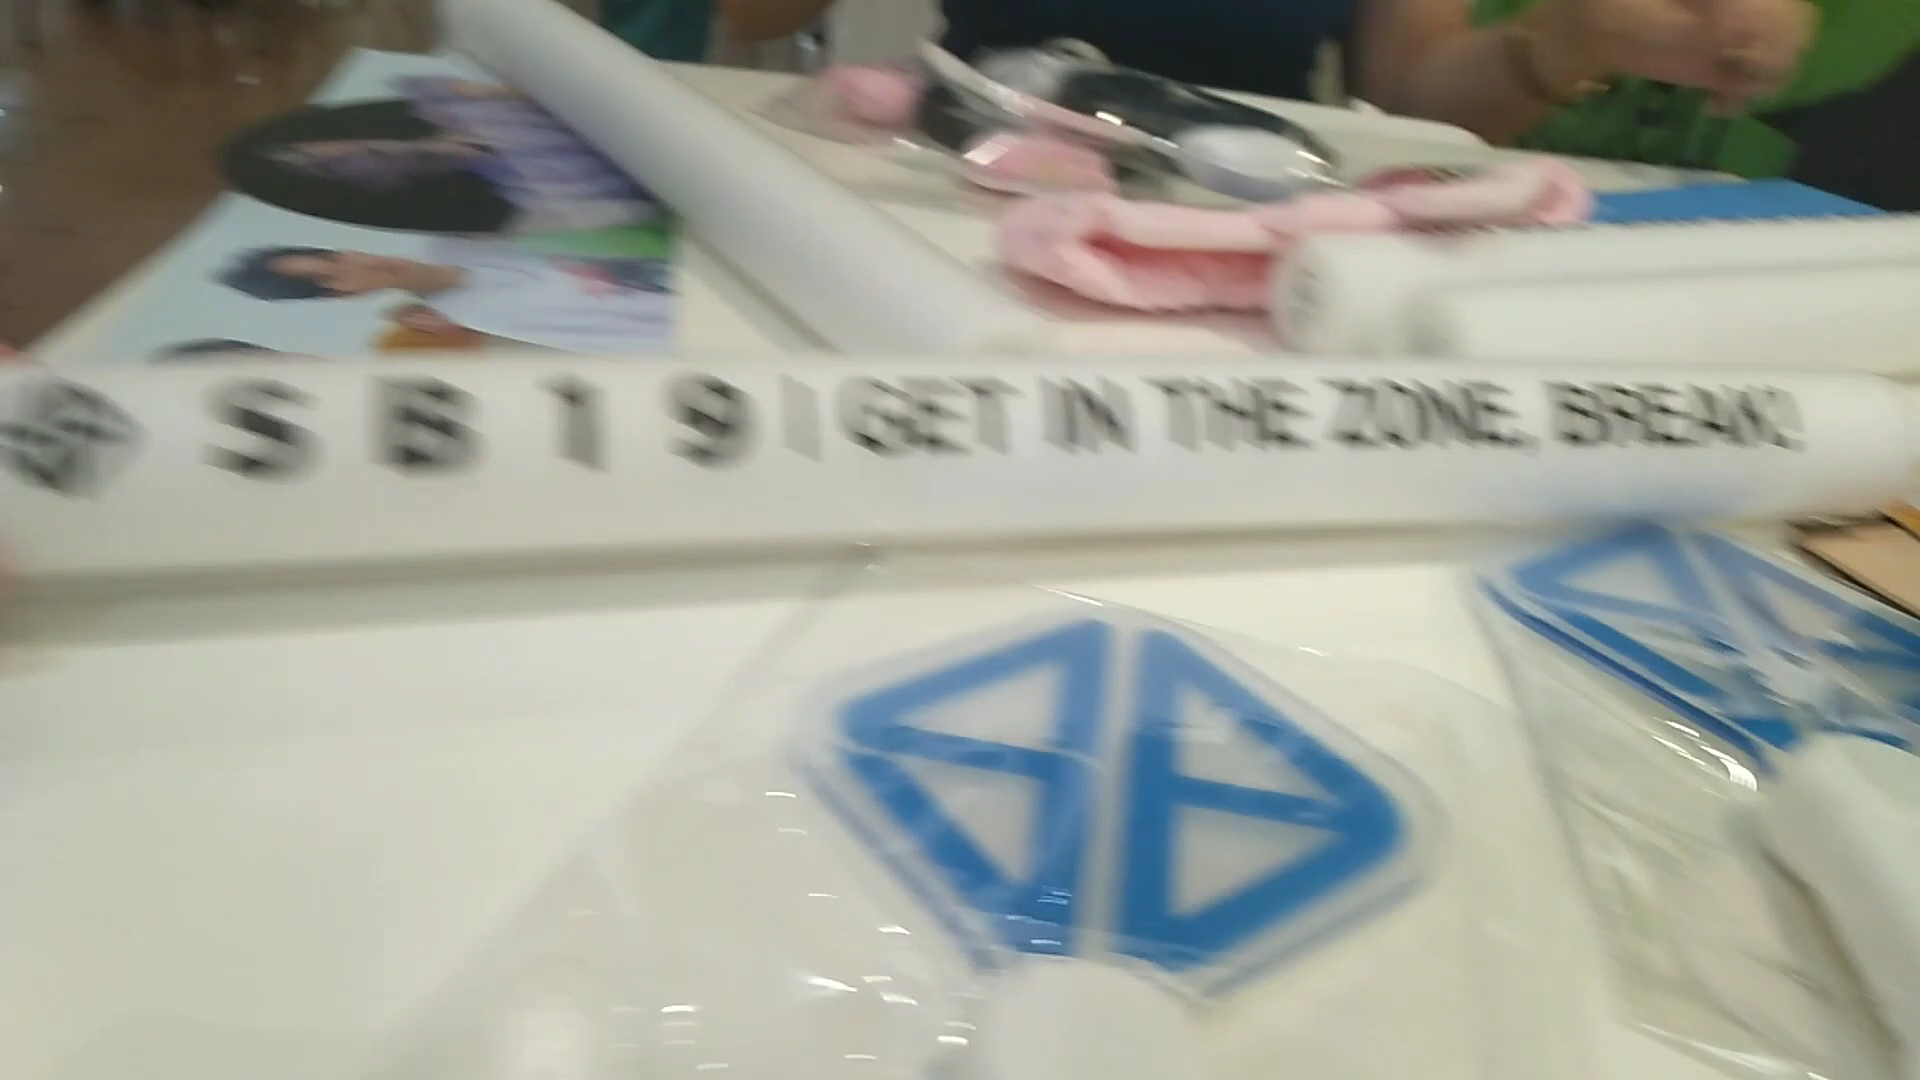 SB19 | GET IN THE ZONE, BREAK!